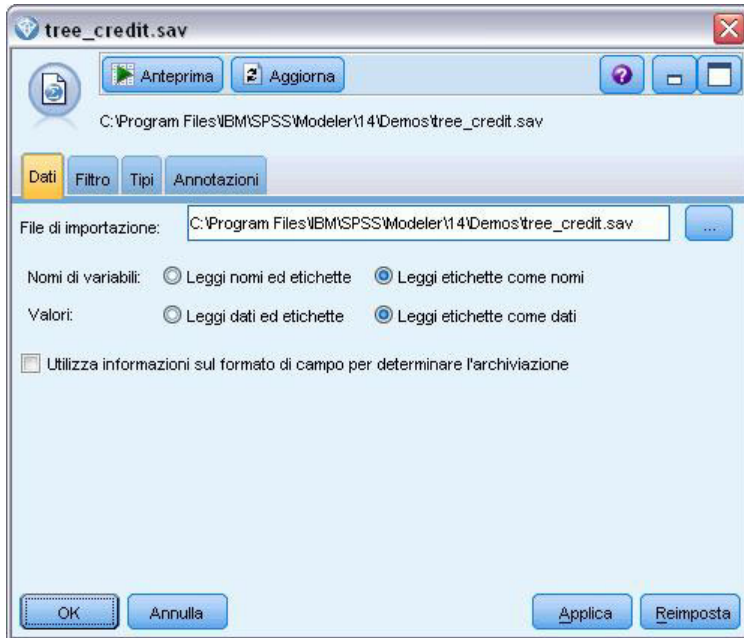 tree_credit.sav
Anteprima
Aggiorna
C:\Program Files\IBM\SPSS\Modeler\14\Demos\tree_credit.sav
Dati
Filtro
Tipi
Annotazioni
File di importazione: C:\Program Files\IBM\SPSS\Modeler\14\Demos\tree_credit.sav ...
Nomi di variabili: Leggi nomi ed etichette Leggi etichette come nomi
Valori: Leggi dati ed etichette Leggi etichette come dati
Utilizza informazioni sul formato di campo per determinare l'archiviazione
OK
Annulla
Applica
Reimposta